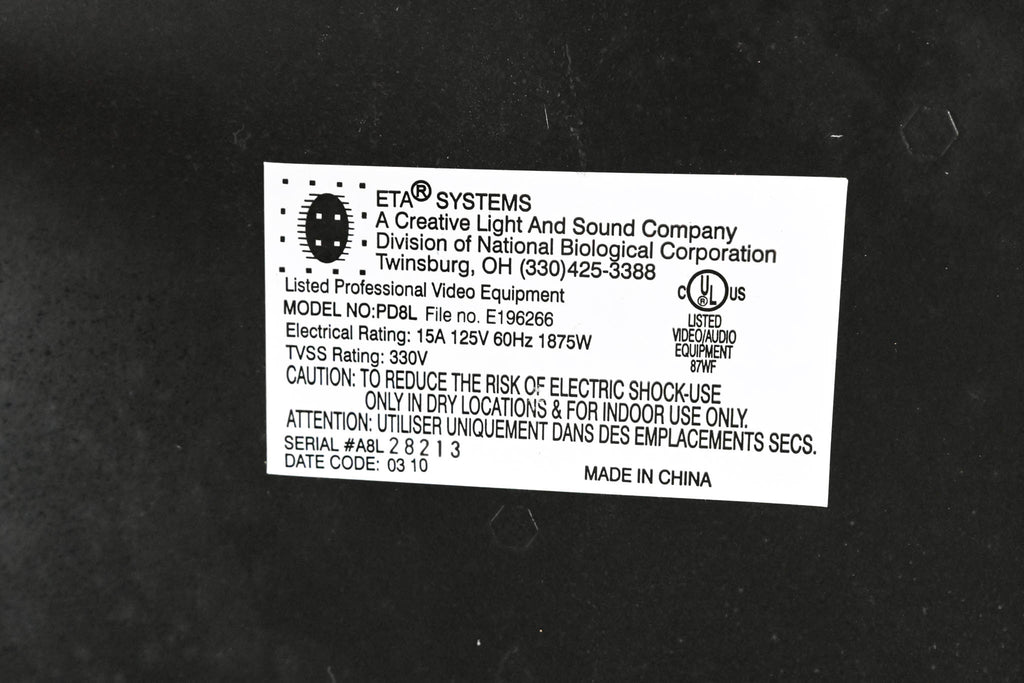 ETA® SYSTEMS
A Creative Light And Sound Company
Division of National Biological Corporation
Twinsburg, OH (330)425-3388
Listed Professional Video Equipment
MODEL NO:PD8L File no. E196266
Electrical Rating: 15A 125V 60Hz 1875W
TVSS Rating: 330V
C UL® US
LISTED
VIDEO/AUDIO
EQUIPMENT
87WF
CAUTION: TO REDUCE THE RISK OF ELECTRIC SHOCK-USE
ONLY IN DRY LOCATIONS & FOR INDOOR USE ONLY.
ATTENTION: UTILISER UNIQUEMENT DANS DES EMPLACEMENTS SECS.
SERIAL #A8L 28213
DATE CODE: 03 10
MADE IN CHINA